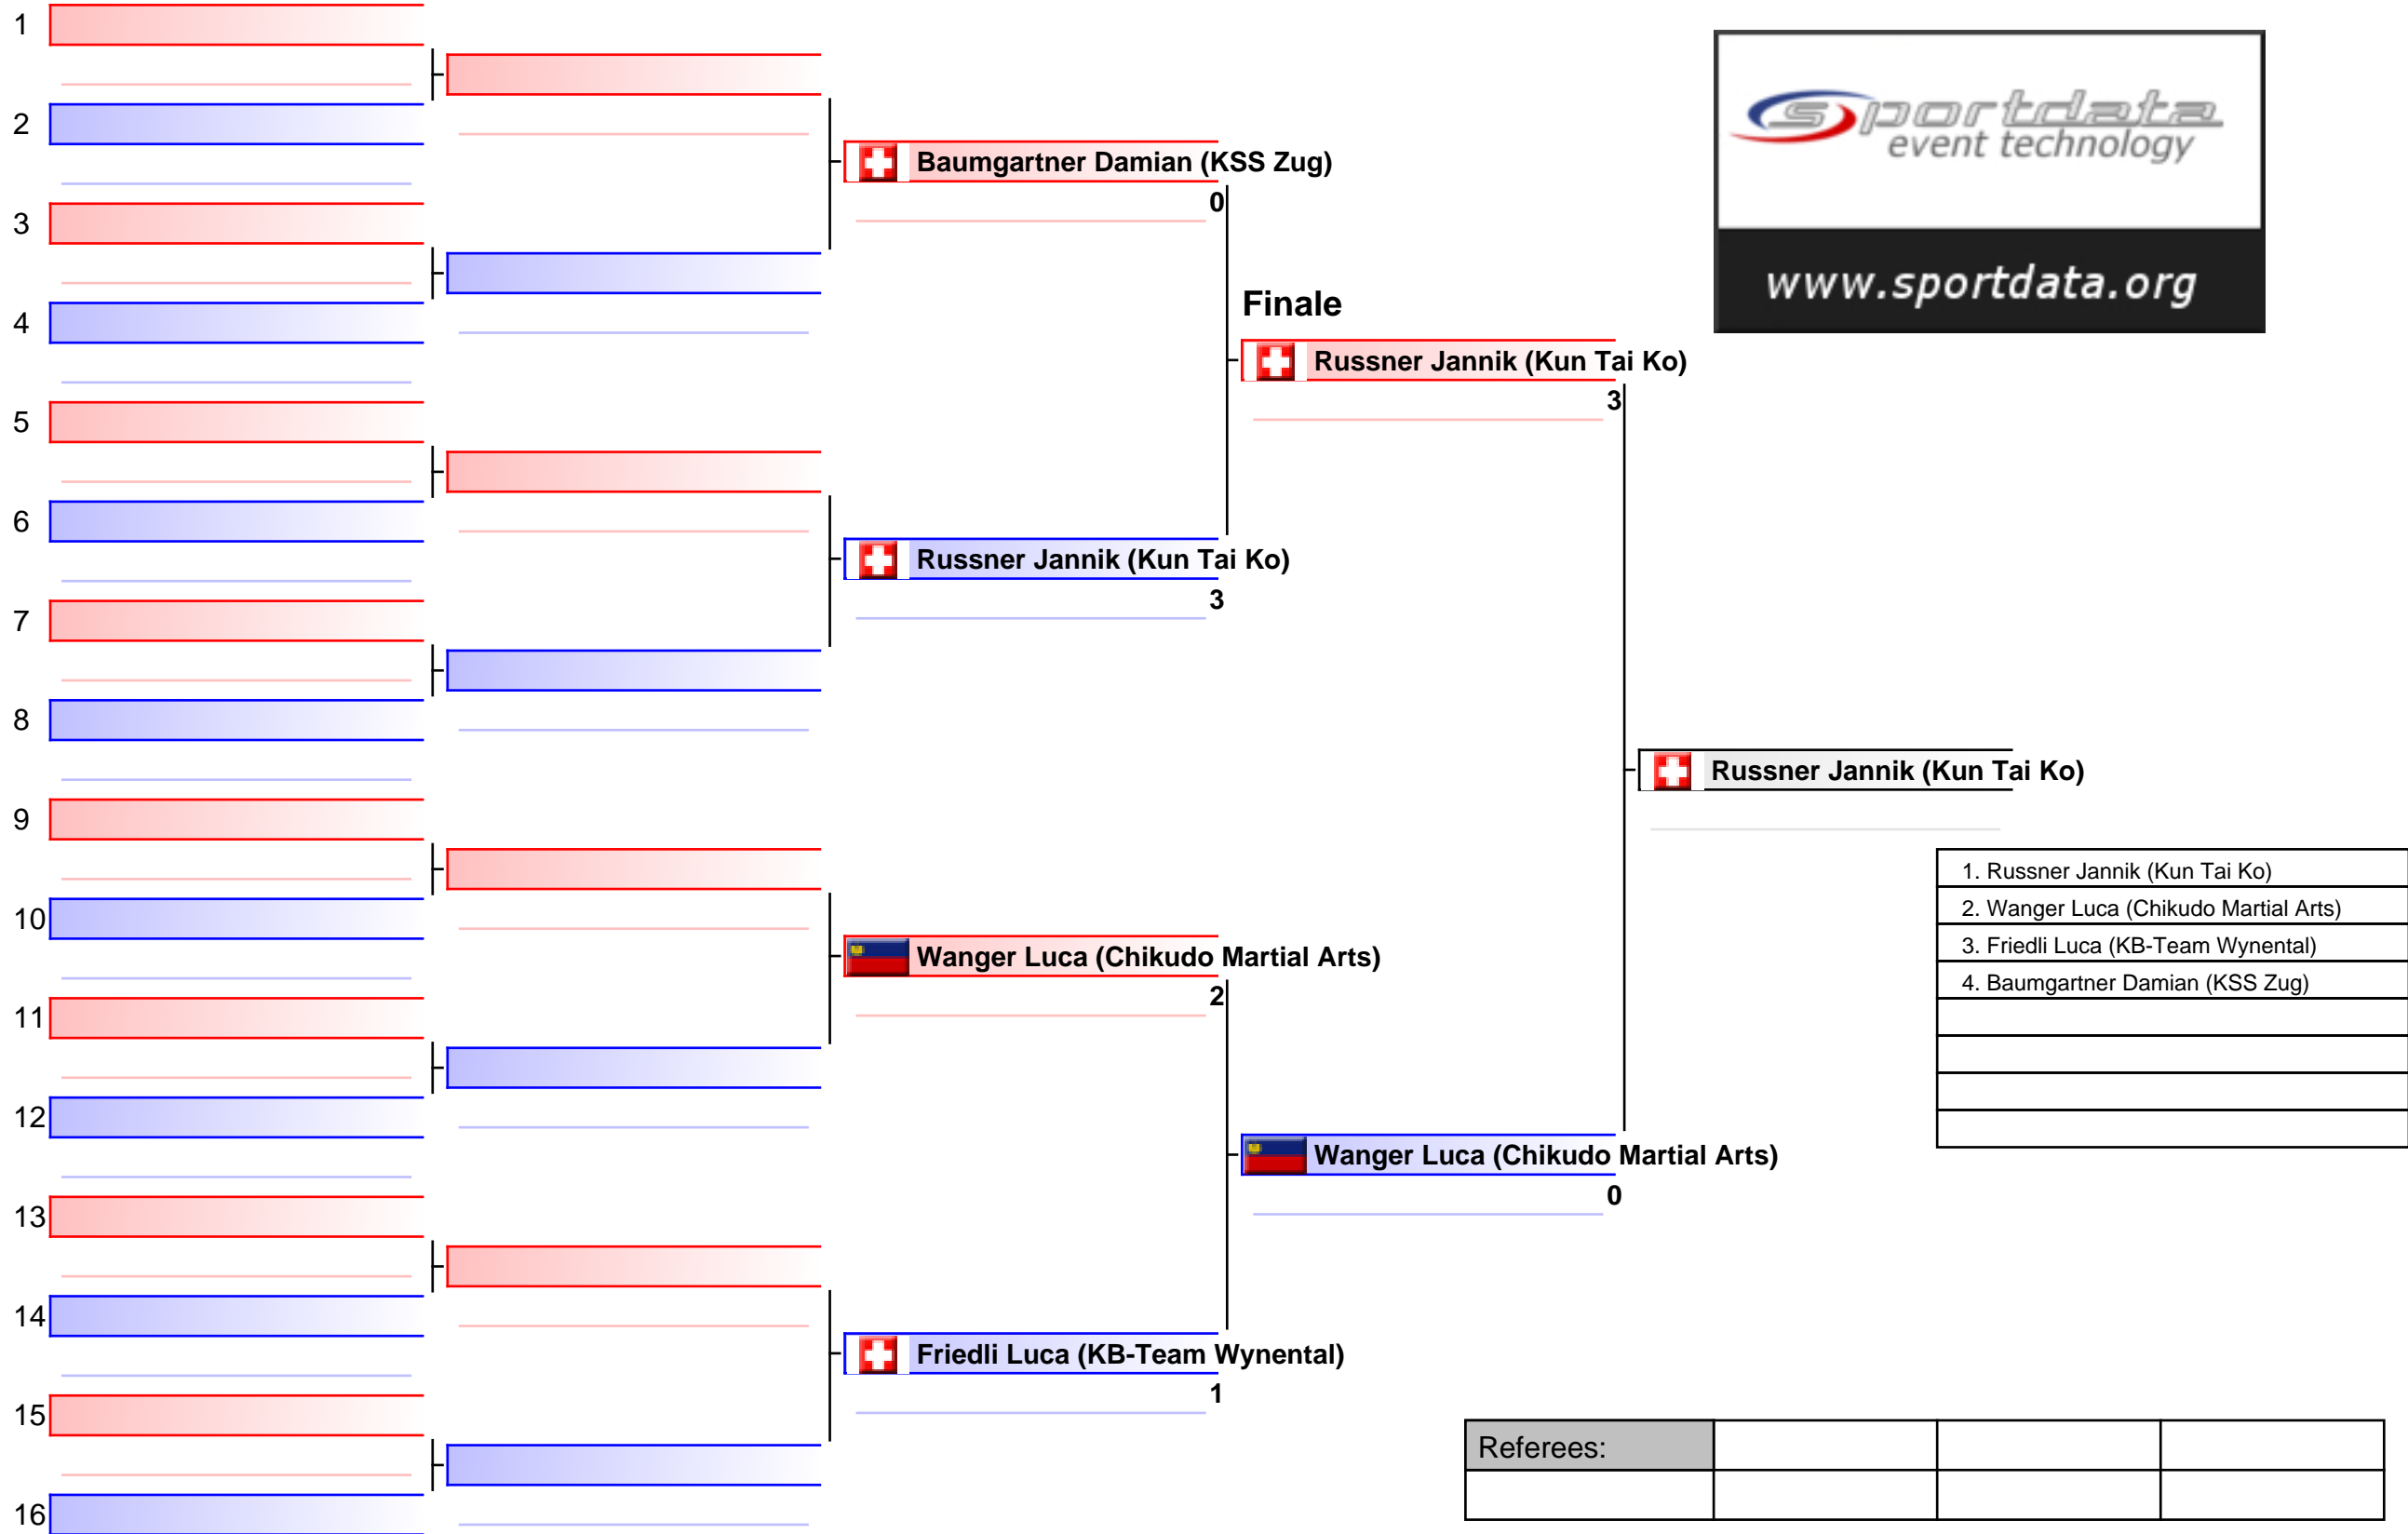 1
2
3
4
5
6
7
8
9
10
11
12
13
14
15
16
Baumgartner Damian (KSS Zug)
0
Russner Jannik (Kun Tai Ko)
3
Wanger Luca (Chikudo Martial Arts)
2
Friedli Luca (KB-Team Wynental)
1
Finale
Russner Jannik (Kun Tai Ko)
3
Wanger Luca (Chikudo Martial Arts)
0
Russner Jannik (Kun Tai Ko)
sportdata
event technology
www.sportdata.org
1. Russner Jannik (Kun Tai Ko)
2. Wanger Luca (Chikudo Martial Arts)
3. Friedli Luca (KB-Team Wynental)
4. Baumgartner Damian (KSS Zug)
Referees: